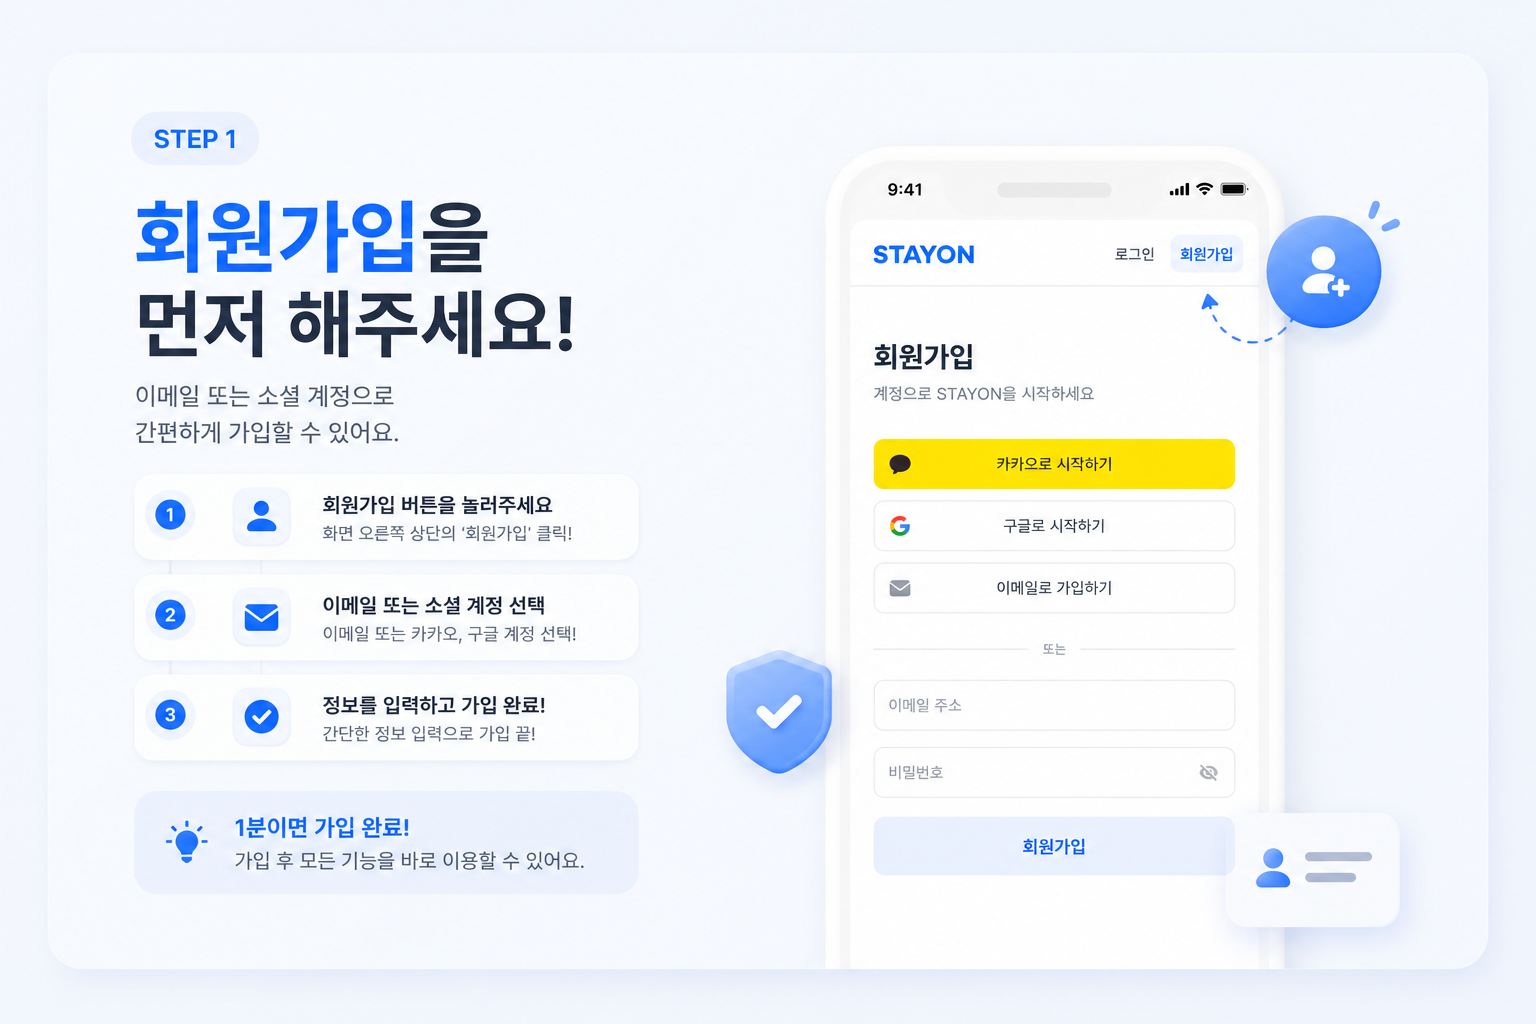 STEP 1
회원가입을
먼저 해주세요!
이메일 또는 소셜 계정으로
간편하게 가입할 수 있어요.
1
회원가입 버튼을 눌러주세요
화면 오른쪽 상단의 '회원가입' 클릭!
2
이메일 또는 소셜 계정 선택
이메일 또는 카카오, 구글 계정 선택!
3
정보를 입력하고 가입 완료!
간단한 정보 입력으로 가입 끝!
1분이면 가입 완료!
가입 후 모든 기능을 바로 이용할 수 있어요.
9:41
STAYON 로그인 회원가입
회원가입
계정으로 STAYON을 시작하세요
카카오로 시작하기
구글로 시작하기
이메일로 가입하기
또는
이메일 주소
비밀번호
회원가입